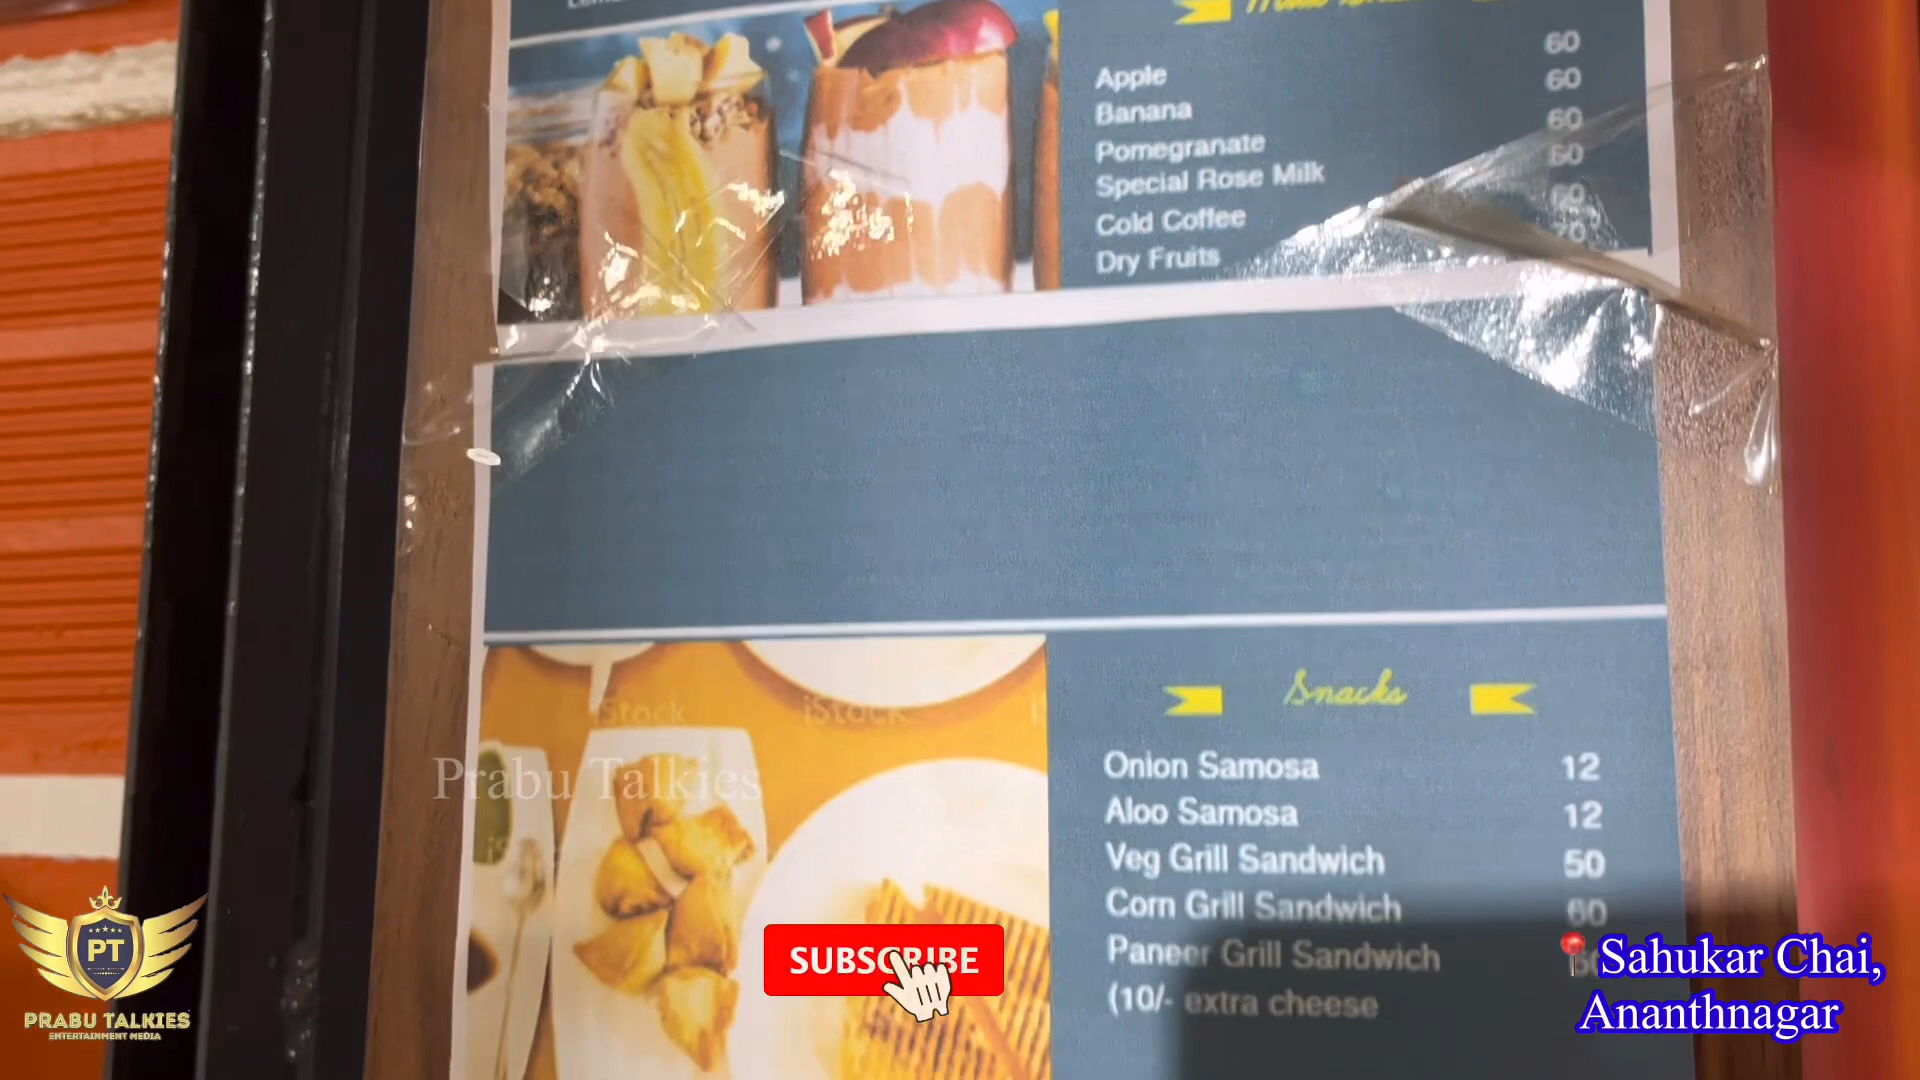 60
Apple 60
Banana 60
Pomegranate 60
Special Rose Milk 60
Cold Coffee 70
Dry Fruits
Snacks
iStock iStock
Onion Samosa 12
Aloo Samosa 12
Veg Grill Sandwich 50
Corn Grill Sandwich 60
Paneer Grill Sandwich
(10/- extra cheese
Prabu Talkies
SUBSCRIBE
PT
PRABU TALKIES
ENTERTAINMENT MEDIA
Sahukar Chai,
Ananthnagar